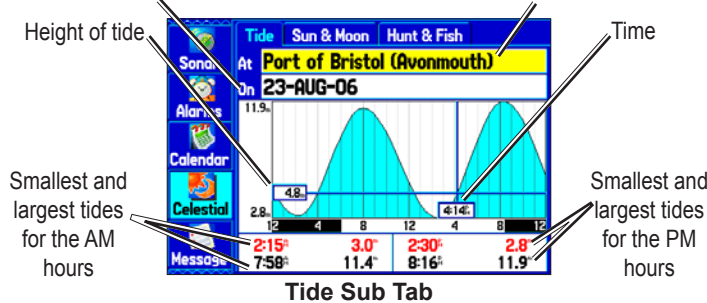 Height of tide
Time
Tide Sub Tab
Smallest and
largest tides
for the AM
hours
Smallest and
largest tides
for the PM
hours
Sonar
Alarms
Calendar
Celestial
Message
Tide Sun & Moon Hunt & Fish
At Port of Bristol (Avonmouth)
On 23-AUG-06
11.9
4.8
4:14
2.8
12 4 8 12 4 8 12
2:15 3.0 2:30 2.8
7:58 11.4 8:16 11.9